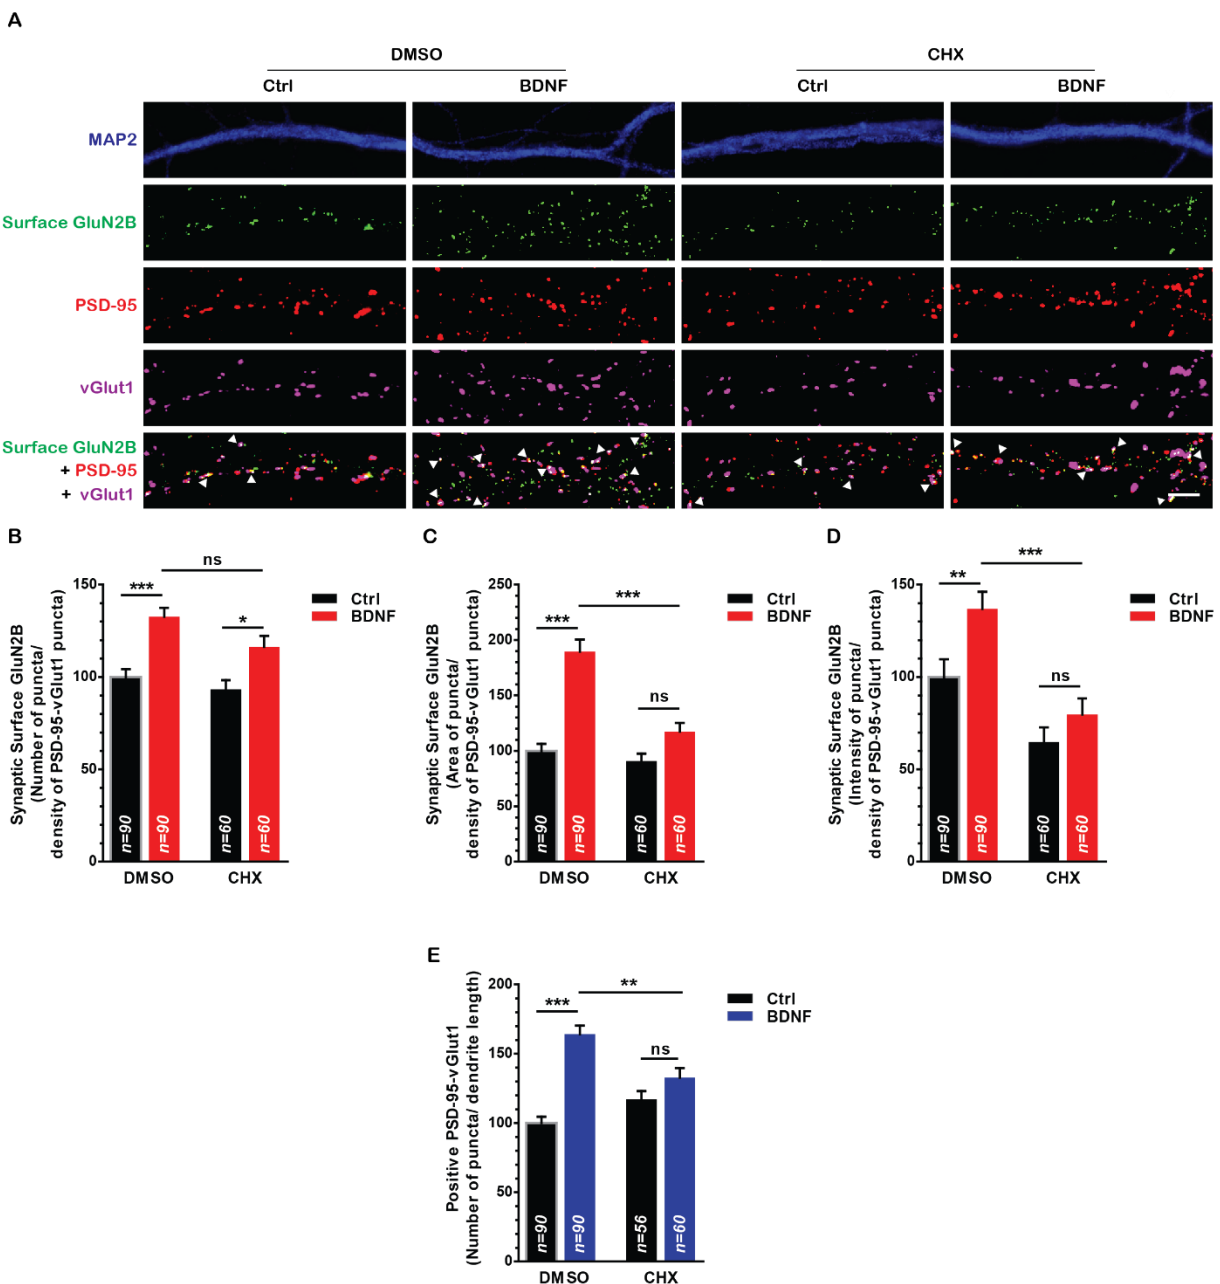 A
DMSO
CHX
Ctrl
BDNF
Ctrl
BDNF
MAP2
Surface GluN2B
PSD-95
vGlut1
Surface GluN2B
+ PSD-95
+ vGlut1
B
Synaptic Surface GluN2B
(Number of puncta/
density of PSD-95-vGlut1 puncta)
150
100
50
0
***
ns
*
Ctrl
BDNF
n=90
n=90
n=60
n=60
DMSO
CHX
C
Synaptic Surface GluN2B
(Area of puncta/
density of PSD-95-vGlut1 puncta)
250
200
150
100
50
0
***
***
ns
Ctrl
BDNF
n=90
n=90
n=60
n=60
DMSO
CHX
D
Synaptic Surface GluN2B
(Intensity of puncta/
density of PSD-95-vGlut1 puncta)
150
100
50
0
**
***
ns
Ctrl
BDNF
n=90
n=90
n=60
n=60
DMSO
CHX
E
Positive PSD-95-vGlut1
(Number of puncta/ dendrite length)
200
150
100
50
0
***
**
ns
Ctrl
BDNF
n=90
n=90
n=56
n=60
DMSO
CHX